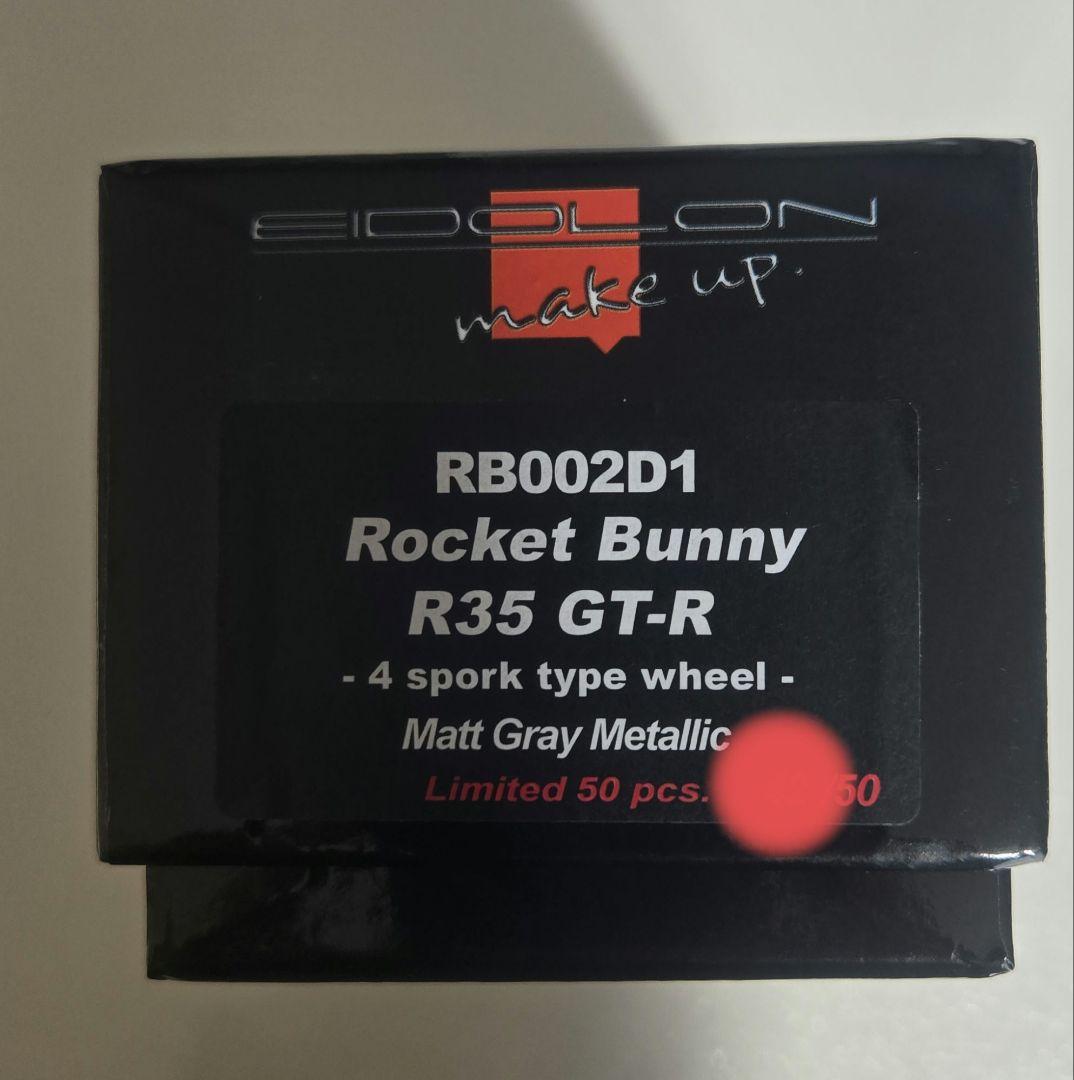 EIDOLON
make up.
RB002D1
Rocket Bunny
R35 GT-R
- 4 spork type wheel -
Matt Gray Metallic
Limited 50 pcs. /50